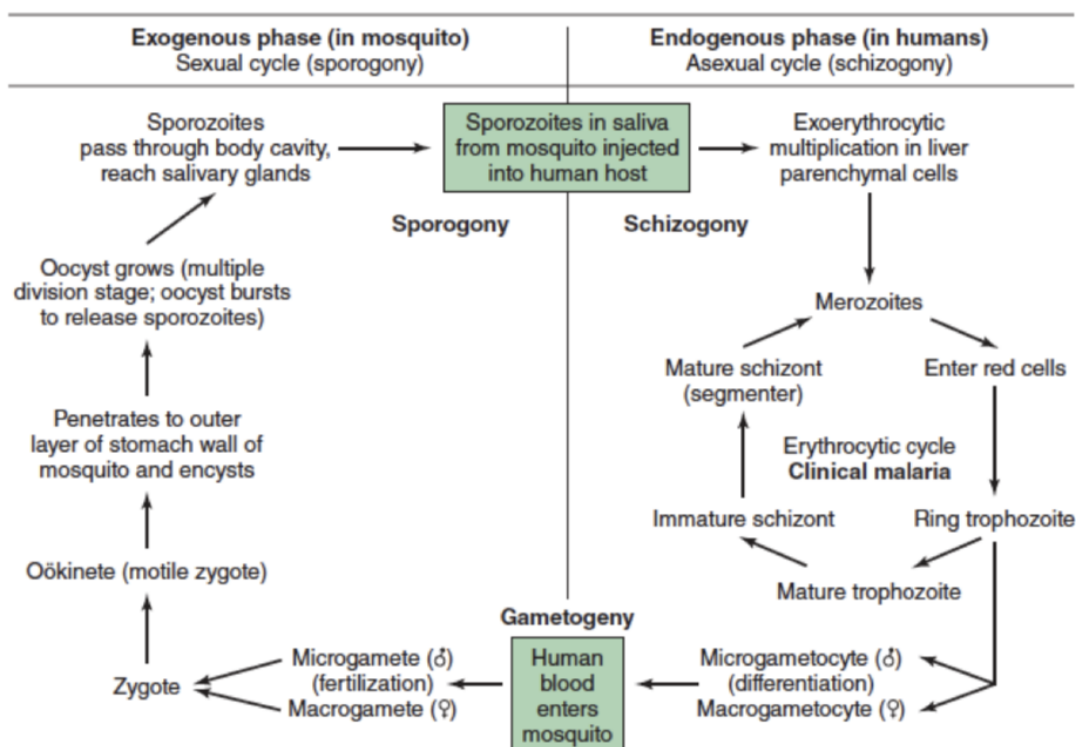 Exogenous phase (in mosquito)
Sexual cycle (sporogony)
Endogenous phase (in humans)
Asexual cycle (schizogony)
Sporozoites
pass through body cavity,
reach salivary glands
Sporozoites in saliva
from mosquito injected
into human host
Exoerythrocytic
multiplication in liver
parenchymal cells
Sporogony
Schizogony
Oocyst grows (multiple
division stage; oocyst bursts
to release sporozoites)
Merozoites
Mature schizont
(segmenter)
Enter red cells
Penetrates to outer
layer of stomach wall of
mosquito and encysts
Erythrocytic cycle
Clinical malaria
Immature schizont
Ring trophozoite
Oökinete (motile zygote)
Mature trophozoite
Gametogeny
Zygote
Microgamete (♂)
(fertilization)
Macrogamete (♀)
Human
blood
enters
mosquito
Microgametocyte (♂)
(differentiation)
Macrogametocyte (♀)